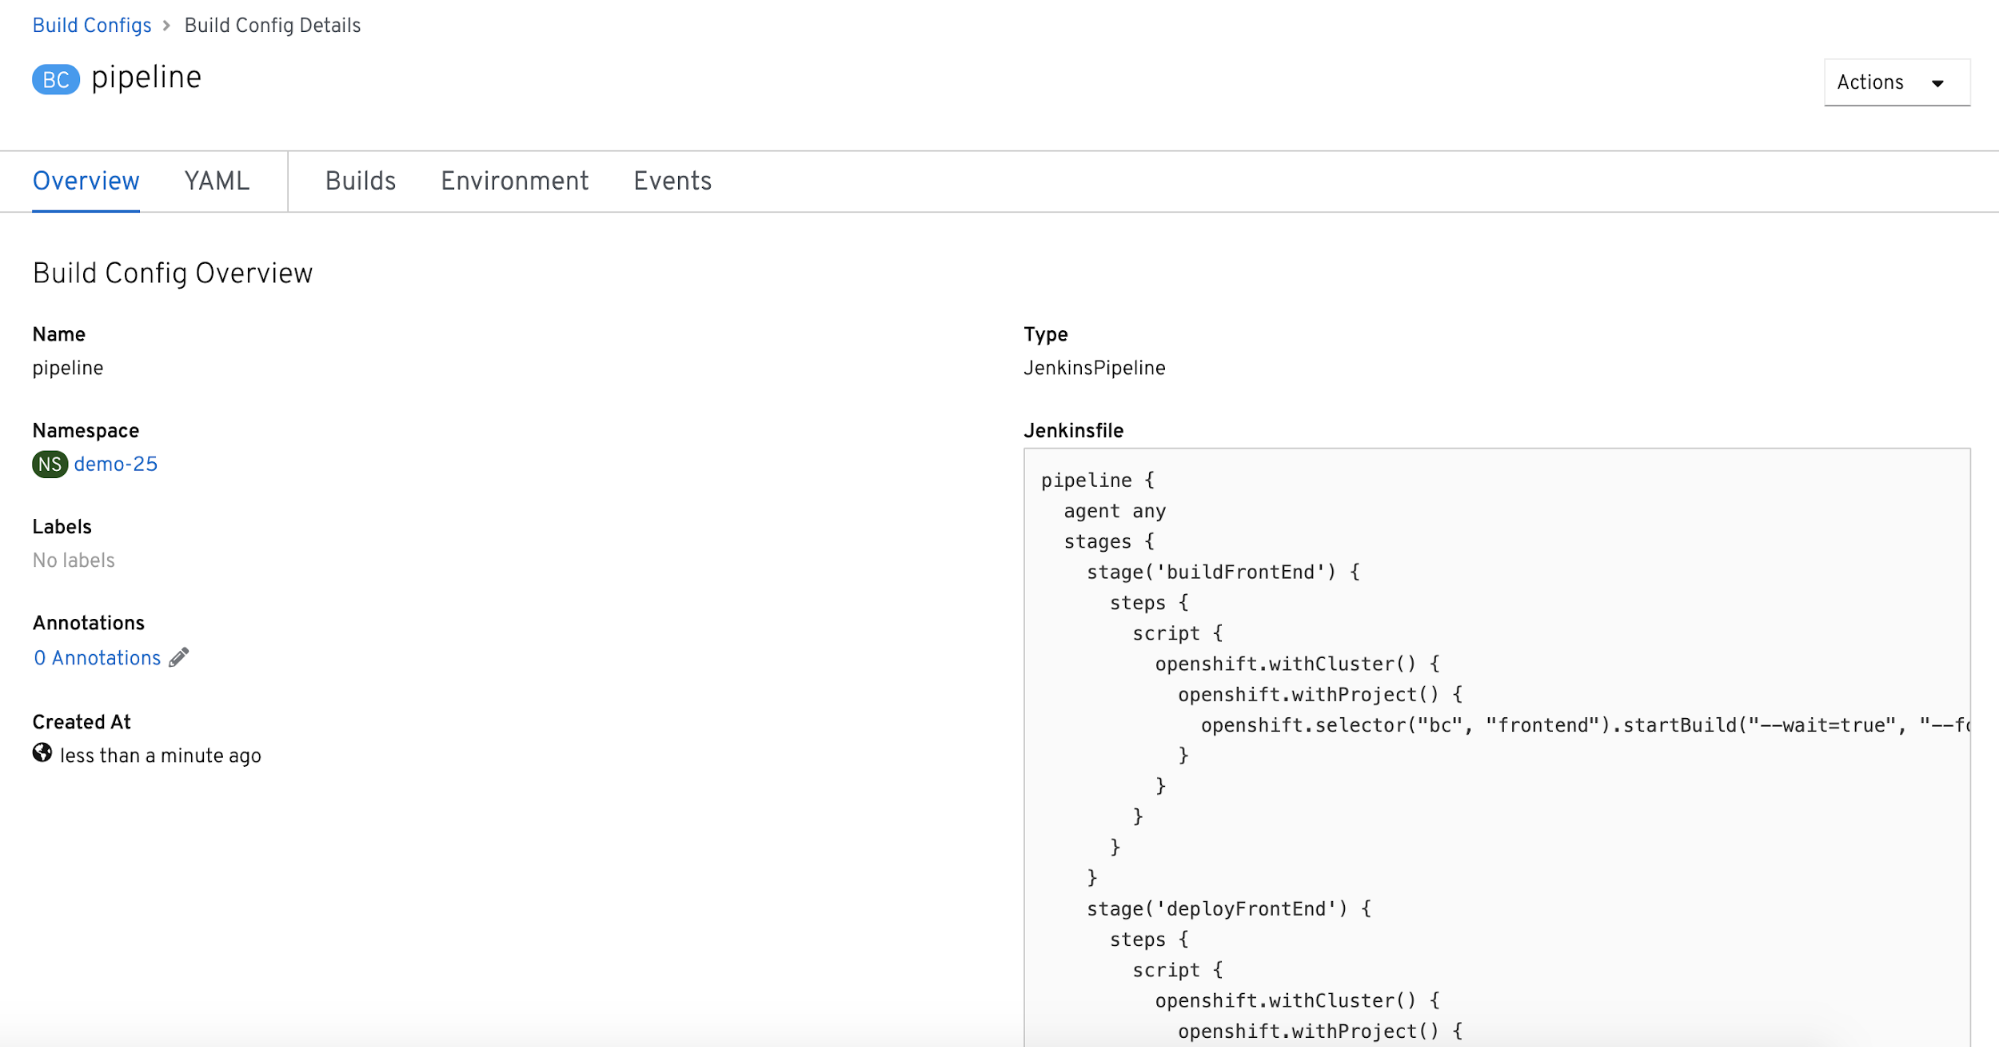 Build Configs > Build Config Details
BC pipeline
Actions
Overview YAML Builds Environment Events
Build Config Overview
Name
pipeline
Namespace
NS demo-25
Labels
No labels
Annotations
0 Annotations
Created At
less than a minute ago
Type
JenkinsPipeline
Jenkinsfile
pipeline {
  agent any
  stages {
    stage('buildFrontEnd') {
      steps {
        script {
          openshift.withCluster() {
            openshift.withProject() {
              openshift.selector("bc", "frontend").startBuild("--wait=true", "--fo
            }
          }
        }
      }
    }
    stage('deployFrontEnd') {
      steps {
        script {
          openshift.withCluster() {
            openshift.withProject() {